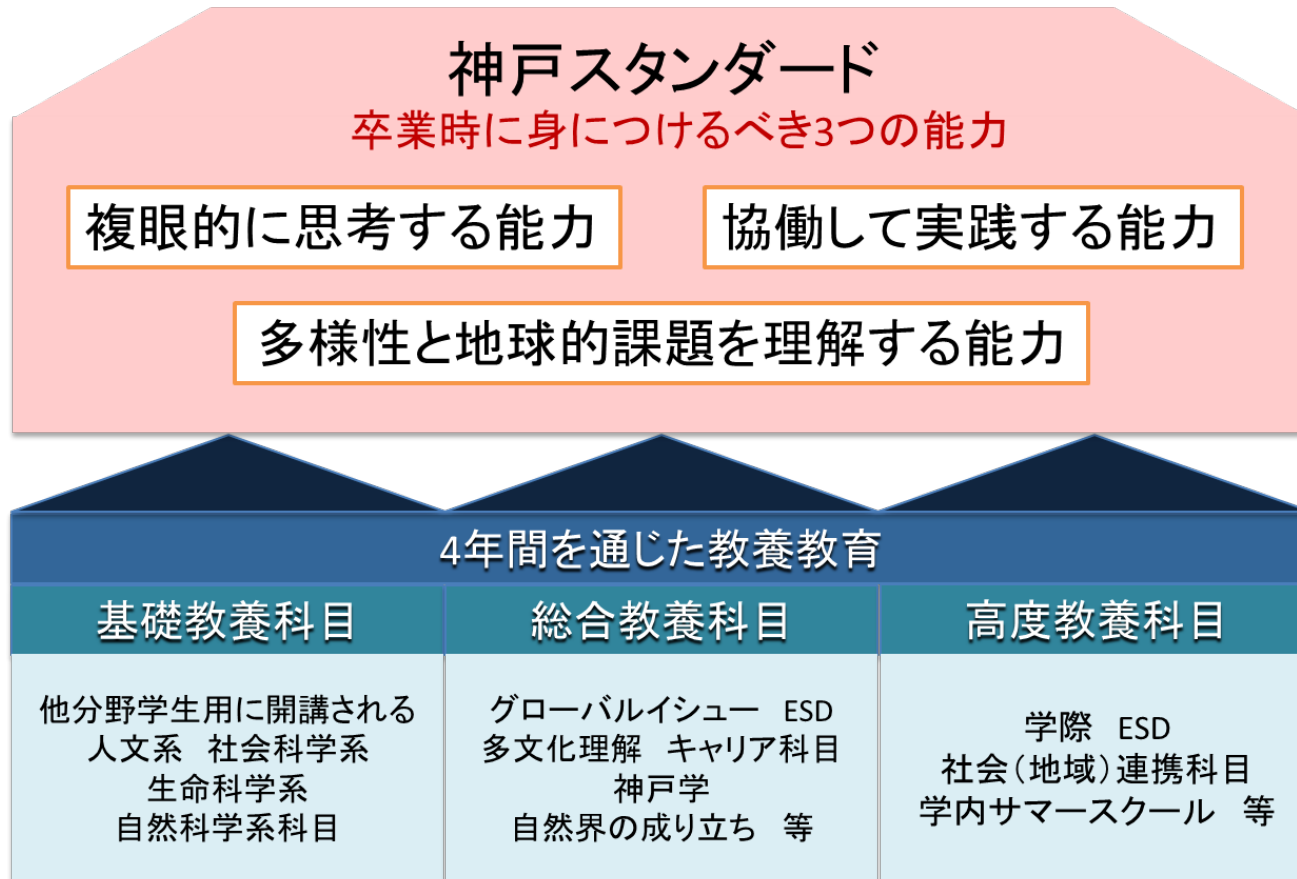 神戸スタンダード
卒業時に身につけるべき3つの能力
複眼的に思考する能力
協働して実践する能力
多様性と地球的課題を理解する能力
4年間を通じた教養教育
基礎教養科目
他分野学生用に開講される
人文系　社会科学系
生命科学系
自然科学系科目
総合教養科目
グローバルイシュー　ESD
多文化理解　キャリア科目
神戸学
自然界の成り立ち　等
高度教養科目
学際　ESD
社会（地域）連携科目
学内サマースクール　等